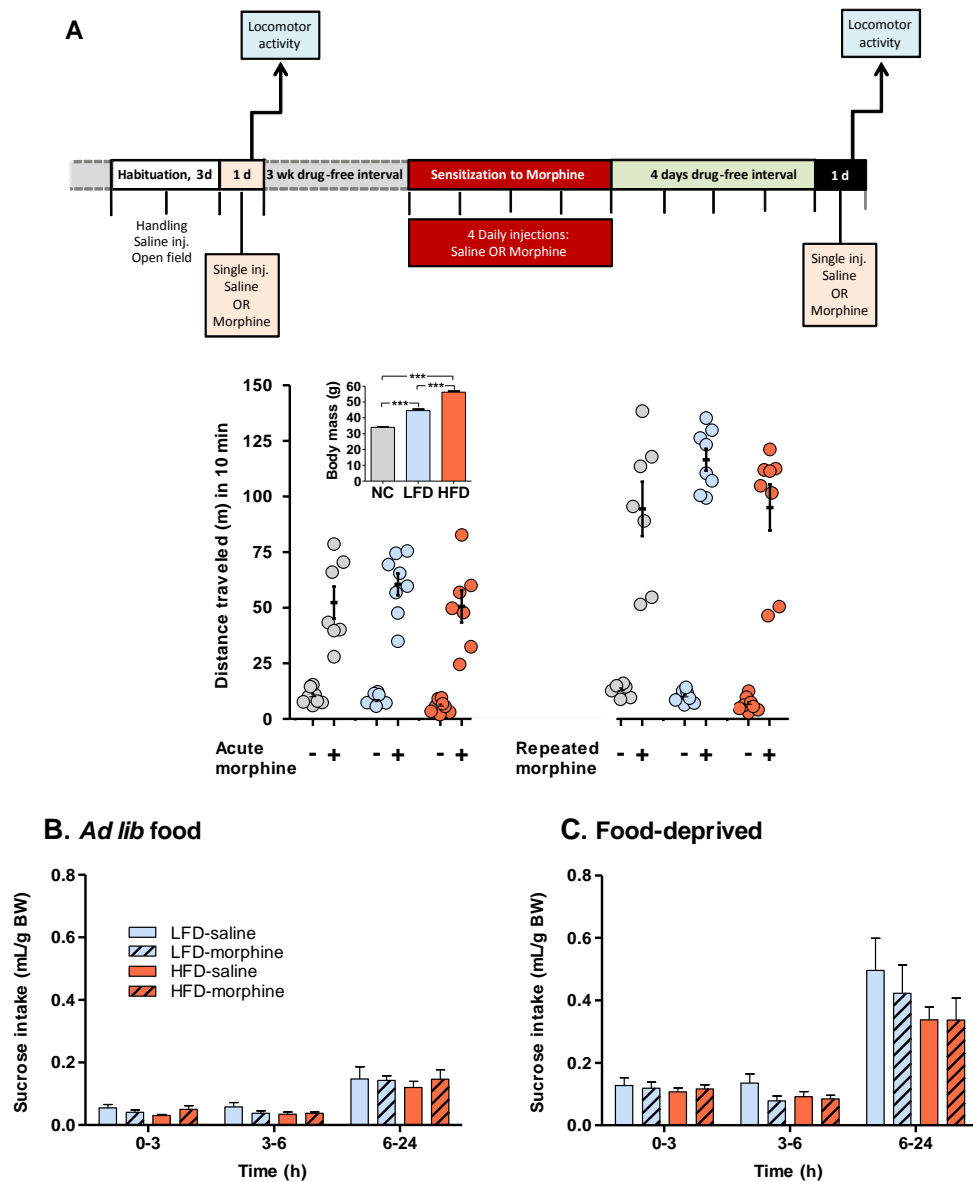 A
Locomotor
activity
Locomotor
activity
Habituation, 3d
1 d
3 wk drug-free interval
Sensitization to Morphine
4 days drug-free interval
1 d
Handling
Saline inj.
Open field
4 Daily injections:
Saline OR Morphine
Single inj.
Saline
OR
Morphine
Single inj.
Saline
OR
Morphine
Distance traveled (m) in 10 min
150
125
100
75
50
25
0
Body mass (g)
60
50
40
30
20
10
0
***
***
***
NC LFD HFD
Acute
morphine
- + - + - +
Repeated
morphine
- + - + - +
B. Ad lib food
Sucrose intake (mL/g BW)
0.8
0.6
0.4
0.2
0.0
LFD-saline
LFD-morphine
HFD-saline
HFD-morphine
0-3 3-6 6-24
Time (h)
C. Food-deprived
Sucrose intake (mL/g BW)
0.8
0.6
0.4
0.2
0.0
0-3 3-6 6-24
Time (h)